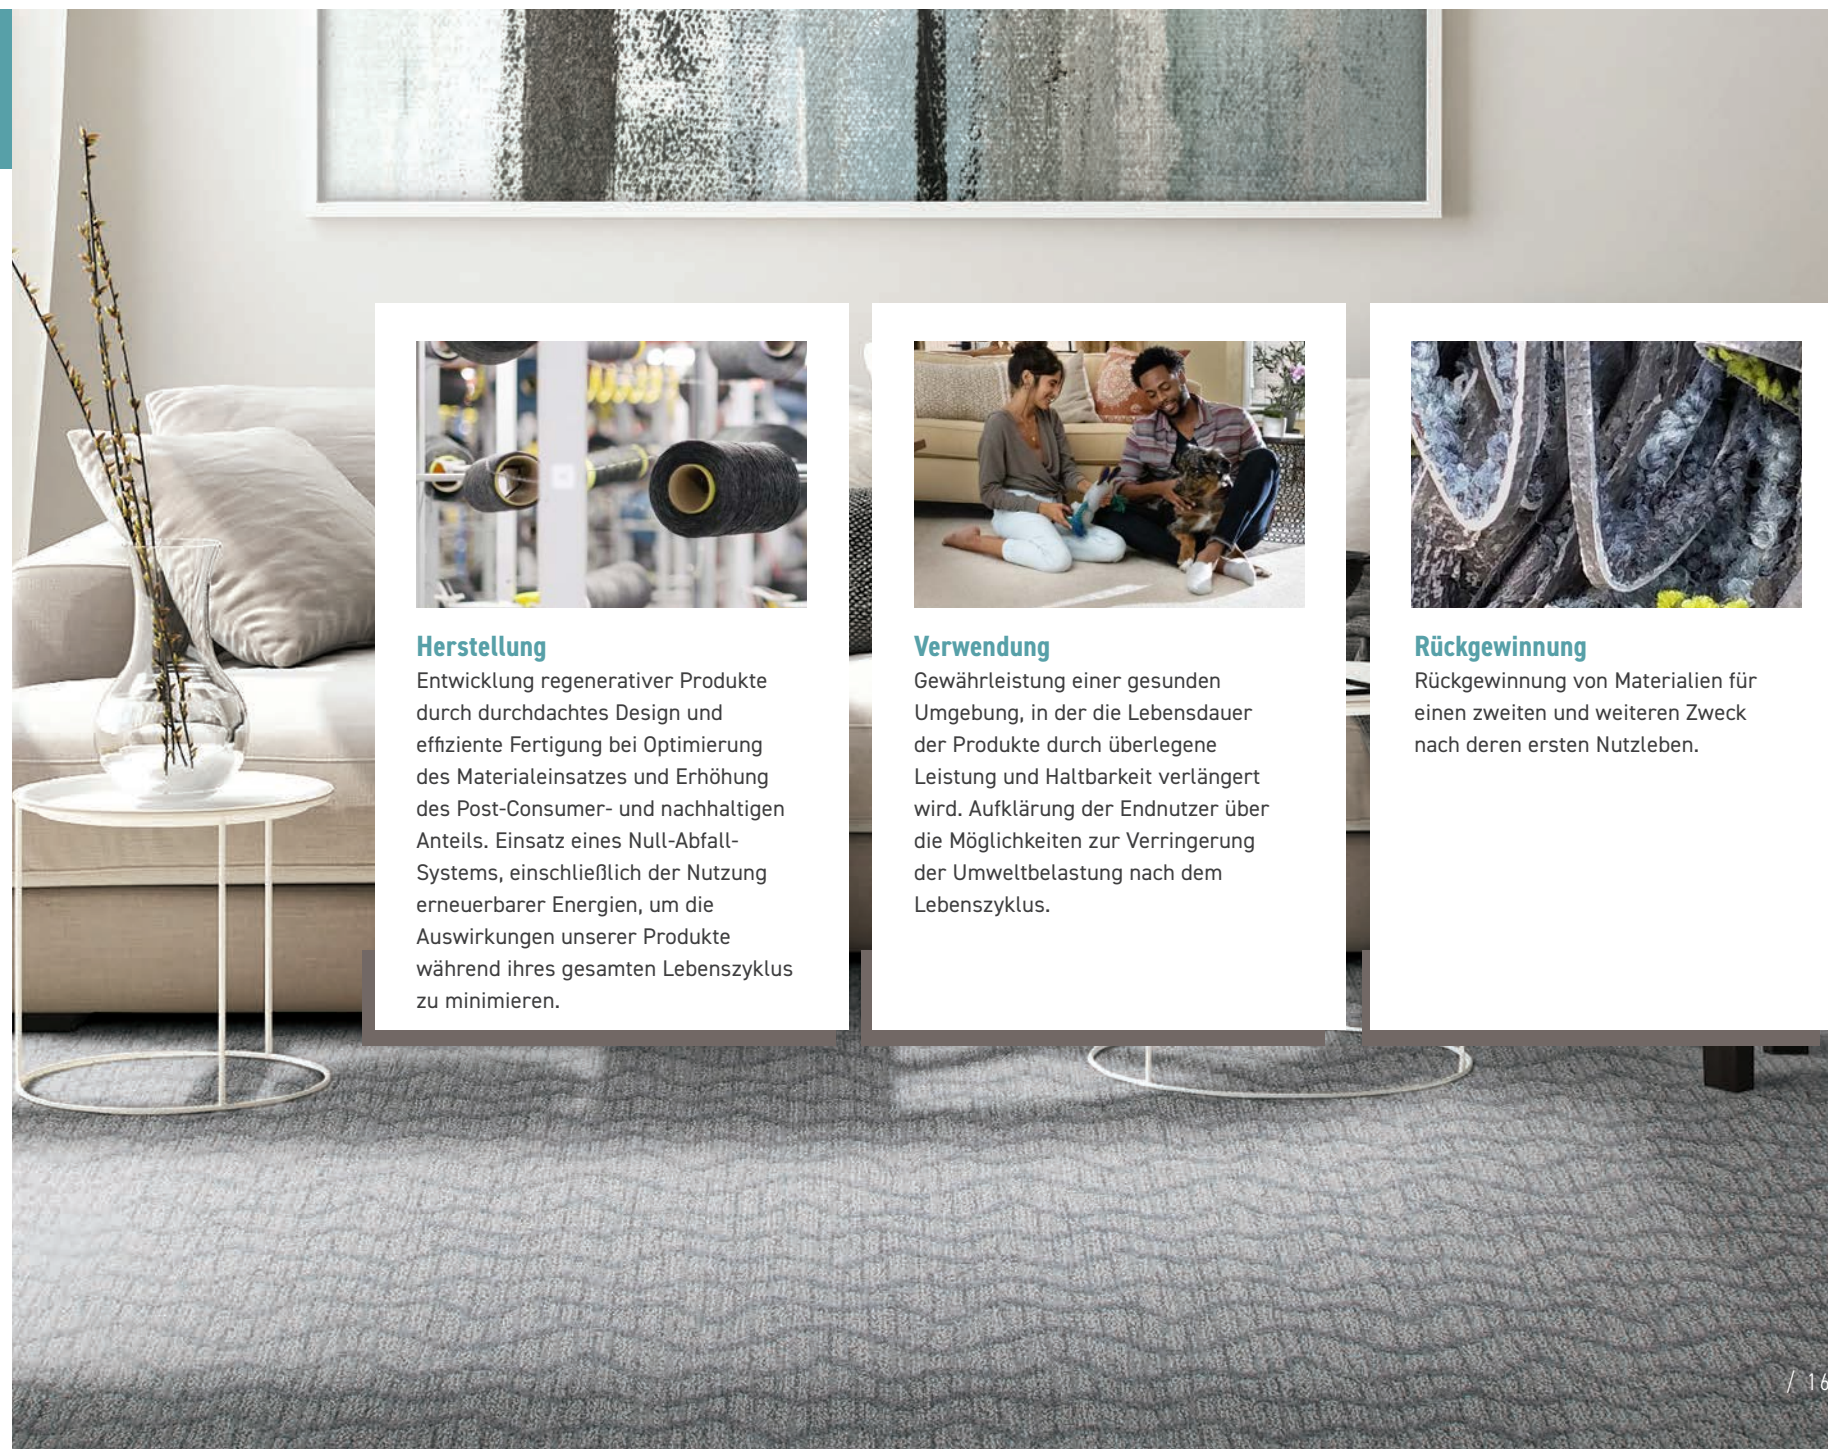 Herstellung
Entwicklung regenerativer Produkte
durch durchdachtes Design und
effiziente Fertigung bei Optimierung
des Materialeinsatzes und Erhöhung
des Post-Consumer- und nachhaltigen
Anteils. Einsatz eines Null-Abfall-
Systems, einschließlich der Nutzung
erneuerbarer Energien, um die
Auswirkungen unserer Produkte
während ihres gesamten Lebenszyklus
zu minimieren.
Verwendung
Gewährleistung einer gesunden
Umgebung, in der die Lebensdauer
der Produkte durch überlegene
Leistung und Haltbarkeit verlängert
wird. Aufklärung der Endnutzer über
die Möglichkeiten zur Verringerung
der Umweltbelastung nach dem
Lebenszyklus.
Rückgewinnung
Rückgewinnung von Materialien für
einen zweiten und weiteren Zweck
nach deren ersten Nutzleben.
/ 16